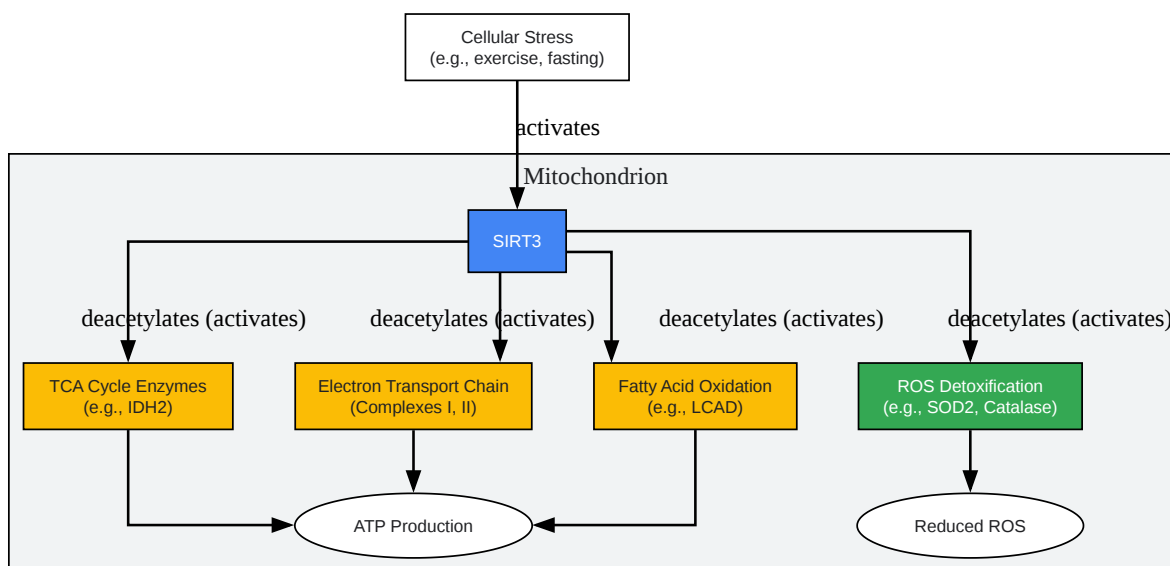 Cellular Stress
(e.g., exercise, fasting)
activates
Mitochondrion
SIRT3
deacetylates (activates)
deacetylates (activates)
deacetylates (activates)
deacetylates (activates)
TCA Cycle Enzymes
(e.g., IDH2)
Electron Transport Chain
(Complexes I, II)
Fatty Acid Oxidation
(e.g., LCAD)
ROS Detoxification
(e.g., SOD2, Catalase)
ATP Production
Reduced ROS